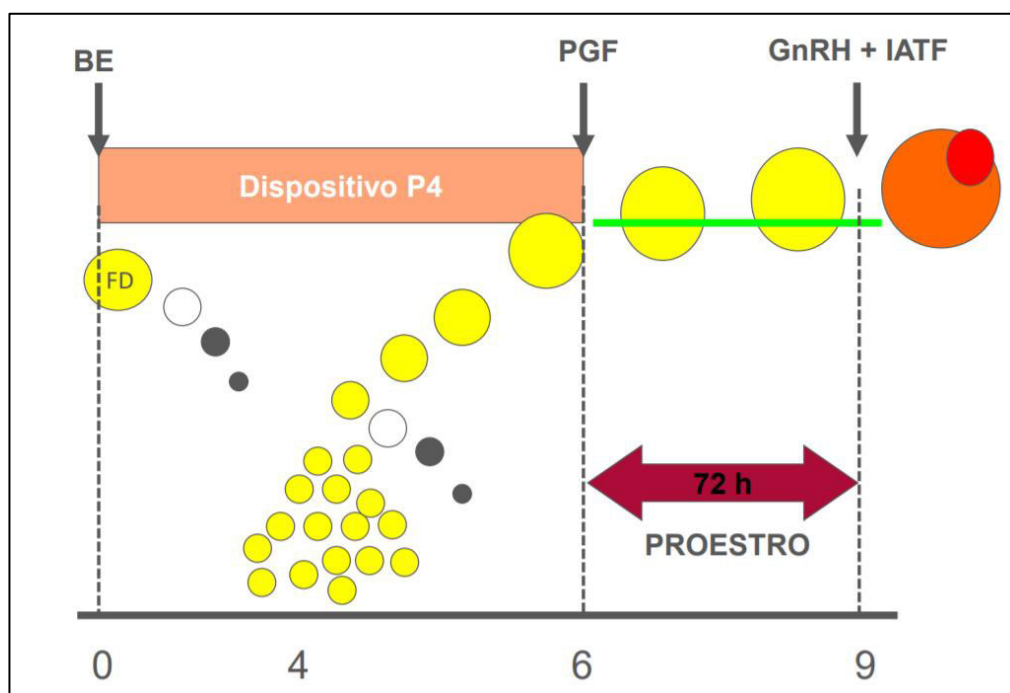 BE
PGF
GnRH + IATF
Dispositivo P4
FD
72 h
PROESTRO
0
4
6
9